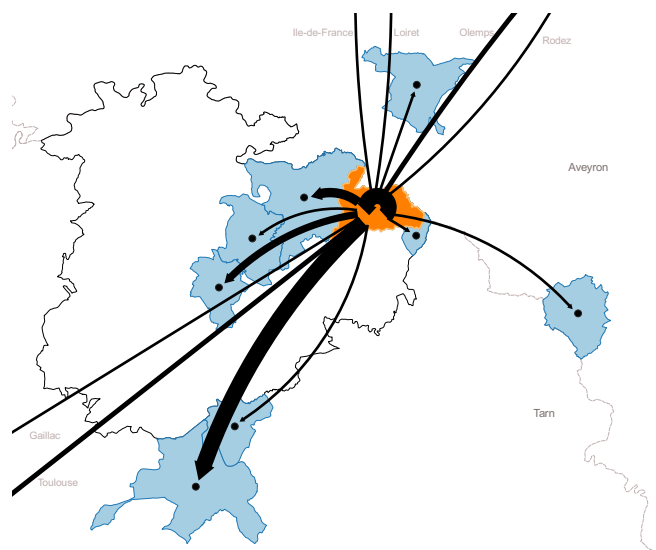 Ile-de-France
Loiret
Olemps
Rodez
Aveyron
Tarn
Gaillac
Toulouse